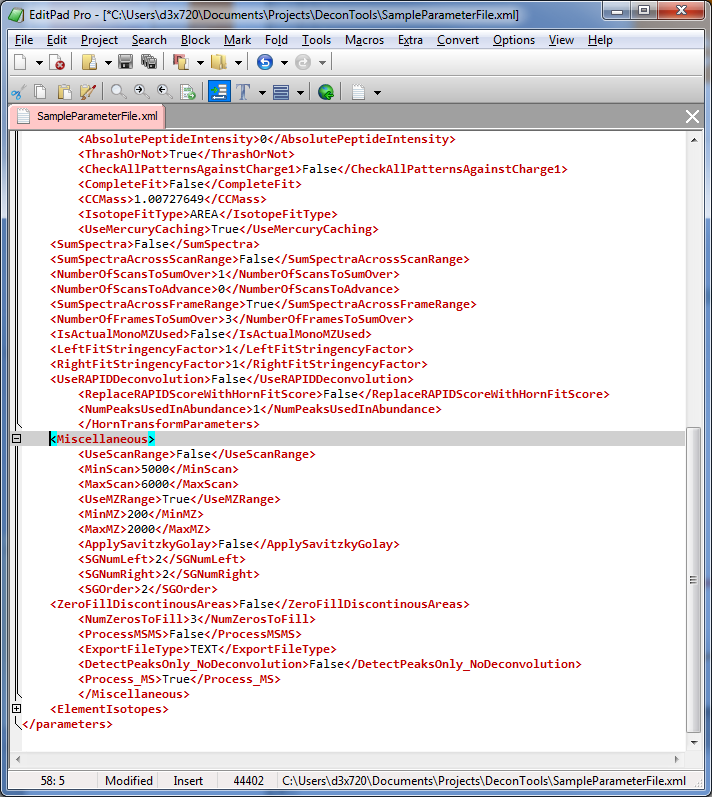 EditPad Pro - [*C:\Users\d3x720\Documents\Projects\DeconTools\SampleParameterFile.xml]
File Edit Project Search Block Mark Fold Tools Macros Extra Convert Options View Help
SampleParameterFile.xml
<AbsolutePeptideIntensity>0</AbsolutePeptideIntensity>
<ThrashOrNot>True</ThrashOrNot>
<CheckAllPatternsAgainstCharge1>False</CheckAllPatternsAgainstCharge1>
<CompleteFit>False</CompleteFit>
<CCMass>1.00727649</CCMass>
<IsotopeFitType>AREA</IsotopeFitType>
<UseMercuryCaching>True</UseMercuryCaching>
<SumSpectra>False</SumSpectra>
<SumSpectraAcrossScanRange>False</SumSpectraAcrossScanRange>
<NumberOfScansToSumOver>1</NumberOfScansToSumOver>
<NumberOfScansToAdvance>0</NumberOfScansToAdvance>
<SumSpectraAcrossFrameRange>True</SumSpectraAcrossFrameRange>
<NumberOfFramesToSumOver>3</NumberOfFramesToSumOver>
<IsActualMonoMZUsed>False</IsActualMonoMZUsed>
<LeftFitStringencyFactor>1</LeftFitStringencyFactor>
<RightFitStringencyFactor>1</RightFitStringencyFactor>
<UseRAPIDDeconvolution>False</UseRAPIDDeconvolution>
<ReplaceRAPIDScoreWithHornFitScore>False</ReplaceRAPIDScoreWithHornFitScore>
<NumPeaksUsedInAbundance>1</NumPeaksUsedInAbundance>
</HornTransformParameters>
<Miscellaneous>
<UseScanRange>False</UseScanRange>
<MinScan>5000</MinScan>
<MaxScan>6000</MaxScan>
<UseMZRange>True</UseMZRange>
<MinMZ>200</MinMZ>
<MaxMZ>2000</MaxMZ>
<ApplySavitzkyGolay>False</ApplySavitzkyGolay>
<SGNumLeft>2</SGNumLeft>
<SGNumRight>2</SGNumRight>
<SGOrder>2</SGOrder>
<ZeroFillDiscontinousAreas>False</ZeroFillDiscontinousAreas>
<NumZerosToFill>3</NumZerosToFill>
<ProcessMSMS>False</ProcessMSMS>
<ExportFileType>TEXT</ExportFileType>
<DetectPeaksOnly_NoDeconvolution>False</DetectPeaksOnly_NoDeconvolution>
<Process_MS>True</Process_MS>
</Miscellaneous>
<ElementIsotopes>
</parameters>
58: 5 Modified Insert 44402 C:\Users\d3x720\Documents\Projects\DeconTools\SampleParameterFile.xml